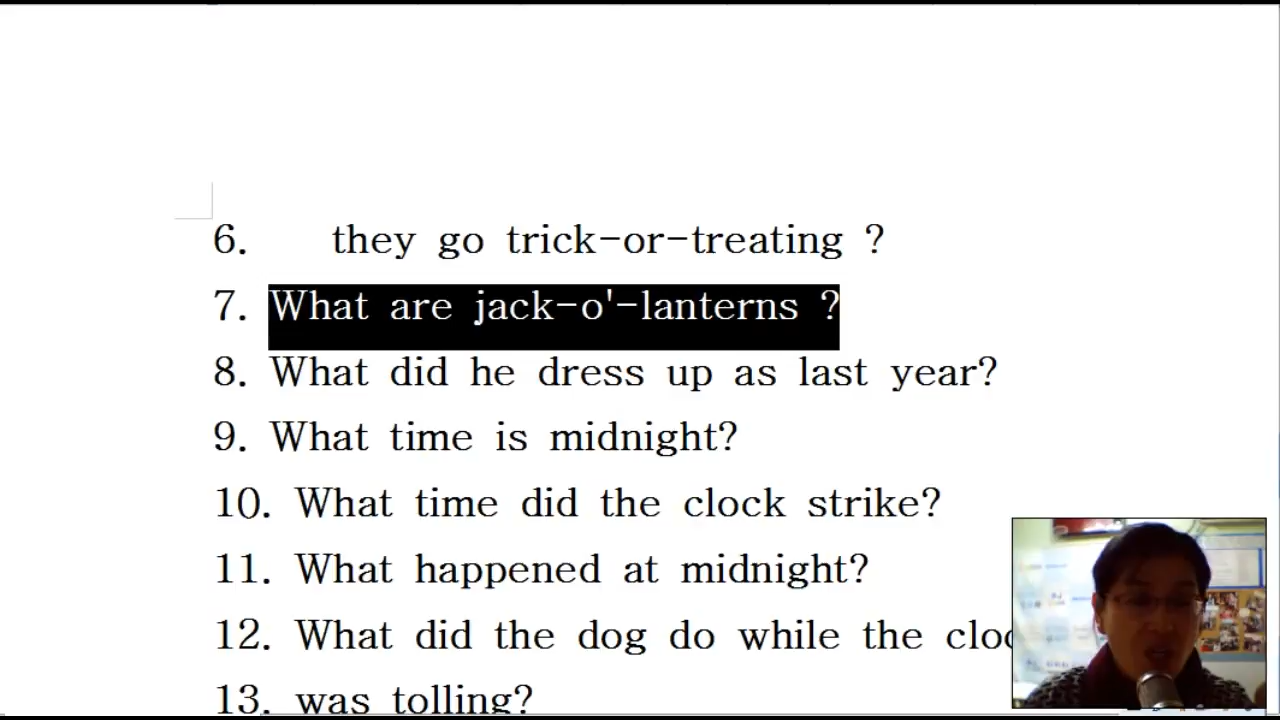 6. they go trick-or-treating ?
7. What are jack-o'-lanterns ?
8. What did he dress up as last year?
9. What time is midnight?
10. What time did the clock strike?
11. What happened at midnight?
12. What did the dog do while the
13. was tolling?